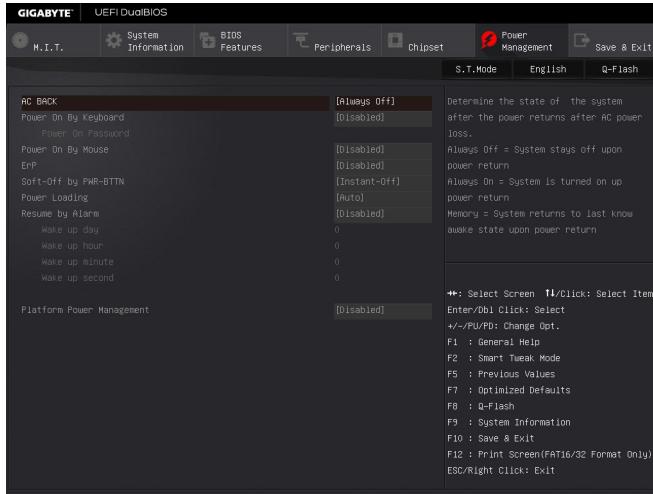 GIGABYTE™ UEFI DualBIOS
M.I.T.
System Information
BIOS Features
Peripherals
Chipset
Power Management
Save & Exit
S.T.Mode English Q-Flash
AC BACK [Always Off]
Power On By Keyboard [Disabled]
Power On Password
Power On By Mouse [Disabled]
ErP [Disabled]
Soft-Off by PWR-BTTN [Instant-Off]
Power Loading [Auto]
Resume by Alarm [Disabled]
Wake up day 0
Wake up hour 0
Wake up minute 0
Wake up second 0
Platform Power Management [Disabled]
Determine the state of the system
after the power returns after AC power
loss.
Always Off = System stays off upon
power return
Always On = System is turned on up
power return
Memory = System returns to last know
awake state upon power return
→←: Select Screen ↑↓/Click: Select Item
Enter/Dbl Click: Select
+/-/PU/PD: Change Opt.
F1 : General Help
F2 : Smart Tweak Mode
F5 : Previous Values
F7 : Optimized Defaults
F8 : Q-Flash
F9 : System Information
F10 : Save & Exit
F12 : Print Screen(FAT16/32 Format Only)
ESC/Right Click: Exit